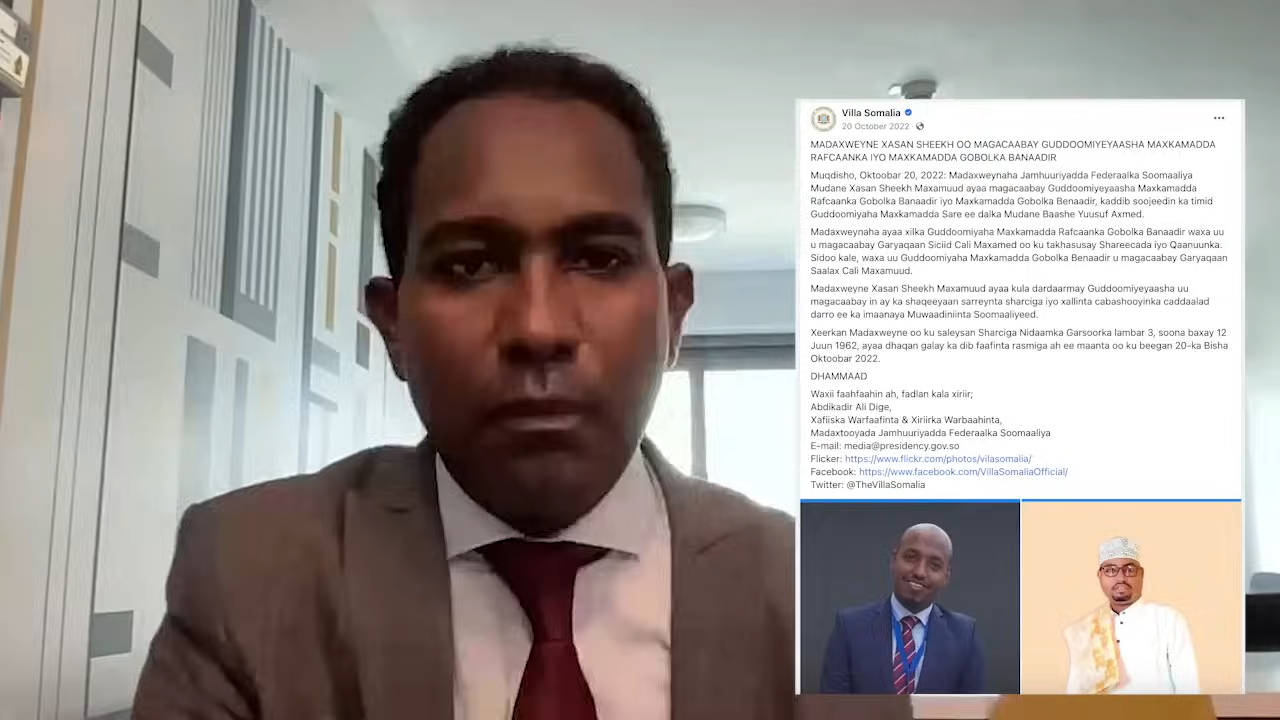 Villa Somalia
20 October 2022 ·
MADAXWEYNE XASAN SHEEKH OO MAGACAABAY GUDDOOMIYEYAASHA MAXKAMADDA
RAFCAANKA IYO MAXKAMADDA GOBOLKA BANAADIR
Muqdisho, Oktoobar 20, 2022: Madaxweynaha Jamhuuriyadda Federaalka Soomaaliya
Mudane Xasan Sheekh Maxamuud ayaa magacaabay Guddoomiyeyaasha Maxkamadda
Rafcaanka Gobolka Banaadir iyo Maxkamadda Gobolka Benaadir, kaddib soojeedin ka timid
Guddoomiyaha Maxkamadda Sare ee dalka Mudane Baashe Yuusuf Axmed.
Madaxweynaha ayaa xilka Guddoomiyaha Maxkamadda Rafcaanka Gobolka Banaadir waxa uu
u magacaabay Garyaqaan Siciid Cali Maxamed oo ku takhasusay Shareecada iyo Qaanuunka.
Sidoo kale, waxa uu Guddoomiyaha Maxkamadda Gobolka Benaadir u magacaabay Garyaqaan
Saalax Cali Maxamuud.
Madaxweyne Xasan Sheekh Maxamuud ayaa kula dardaarmay Guddoomiyeyaasha uu
magacaabay in ay ka shaqeeyaan sarreynta sharciga iyo xallinta cabashooyinka caddaalad
darro ee ka imaanaya Muwaadiniinta Soomaaliyeed.
Xeerkan Madaxweyne oo ku saleysan Sharciga Nidaamka Garsoorka lambar 3, soona baxay 12
Juun 1962, ayaa dhaqan galay ka dib faafinta rasmiga ah ee maanta oo ku beegan 20-ka Bisha
Oktoobar 2022.
DHAMMAAD
Waxii faahfaahin ah, fadlan kala xiriir;
Abdikadir Ali Dige,
Xafiiska Warfaafinta & Xiriirka Warbaahinta,
Madaxtooyada Jamhuuriyadda Federaalka Soomaaliya
E-mail: media@presidency.gov.so
Flicker: https://www.flickr.com/photos/vilasomalia/
Facebook: https://www.facebook.com/VillaSomaliaOfficial/
Twitter: @TheVillaSomalia